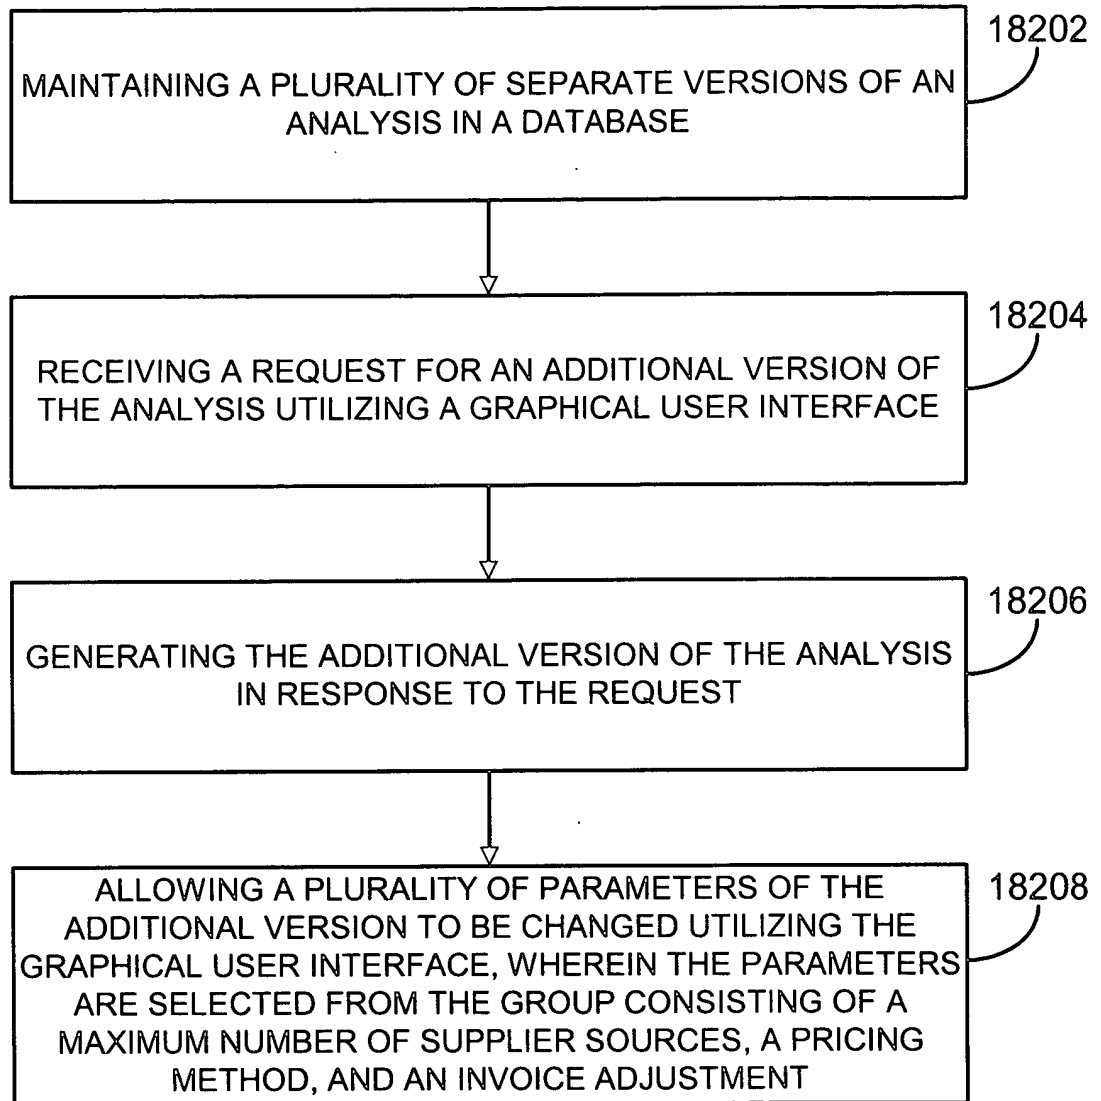 18202
MAINTAINING A PLURALITY OF SEPARATE VERSIONS OF AN
ANALYSIS IN A DATABASE
18204
RECEIVING A REQUEST FOR AN ADDITIONAL VERSION OF
THE ANALYSIS UTILIZING A GRAPHICAL USER INTERFACE
18206
GENERATING THE ADDITIONAL VERSION OF THE ANALYSIS
IN RESPONSE TO THE REQUEST
18208
ALLOWING A PLURALITY OF PARAMETERS OF THE
ADDITIONAL VERSION TO BE CHANGED UTILIZING THE
GRAPHICAL USER INTERFACE, WHEREIN THE PARAMETERS
ARE SELECTED FROM THE GROUP CONSISTING OF A
MAXIMUM NUMBER OF SUPPLIER SOURCES, A PRICING
METHOD, AND AN INVOICE ADJUSTMENT